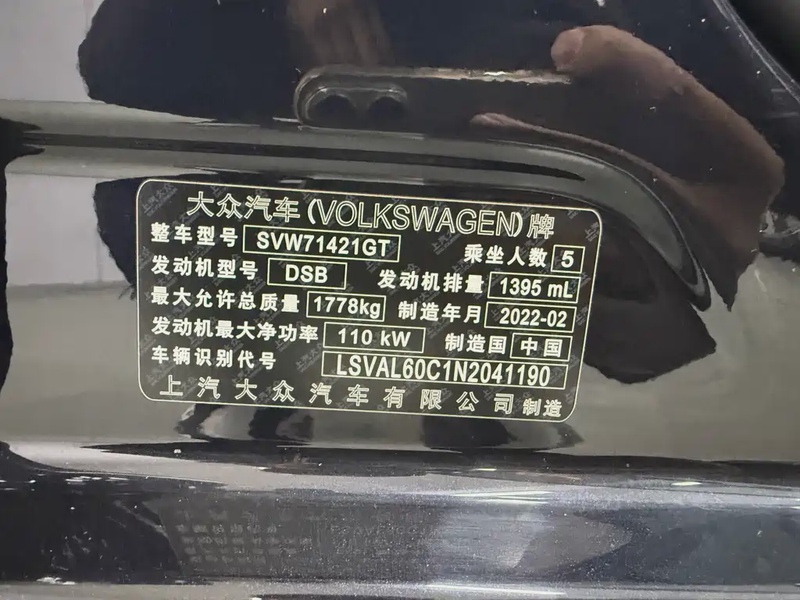 大众汽车(VOLKSWAGEN)牌
整车型号 SVW71421GT 乘坐人数 5
发动机型号 DSB 发动机排量 1395 mL
最大允许总质量 1778kg 制造年月 2022-02
发动机最大净功率 110 kW 制造国 中国
车辆识别代号 LSVAL60C1N2041190
上汽大众汽车有限公司 制造